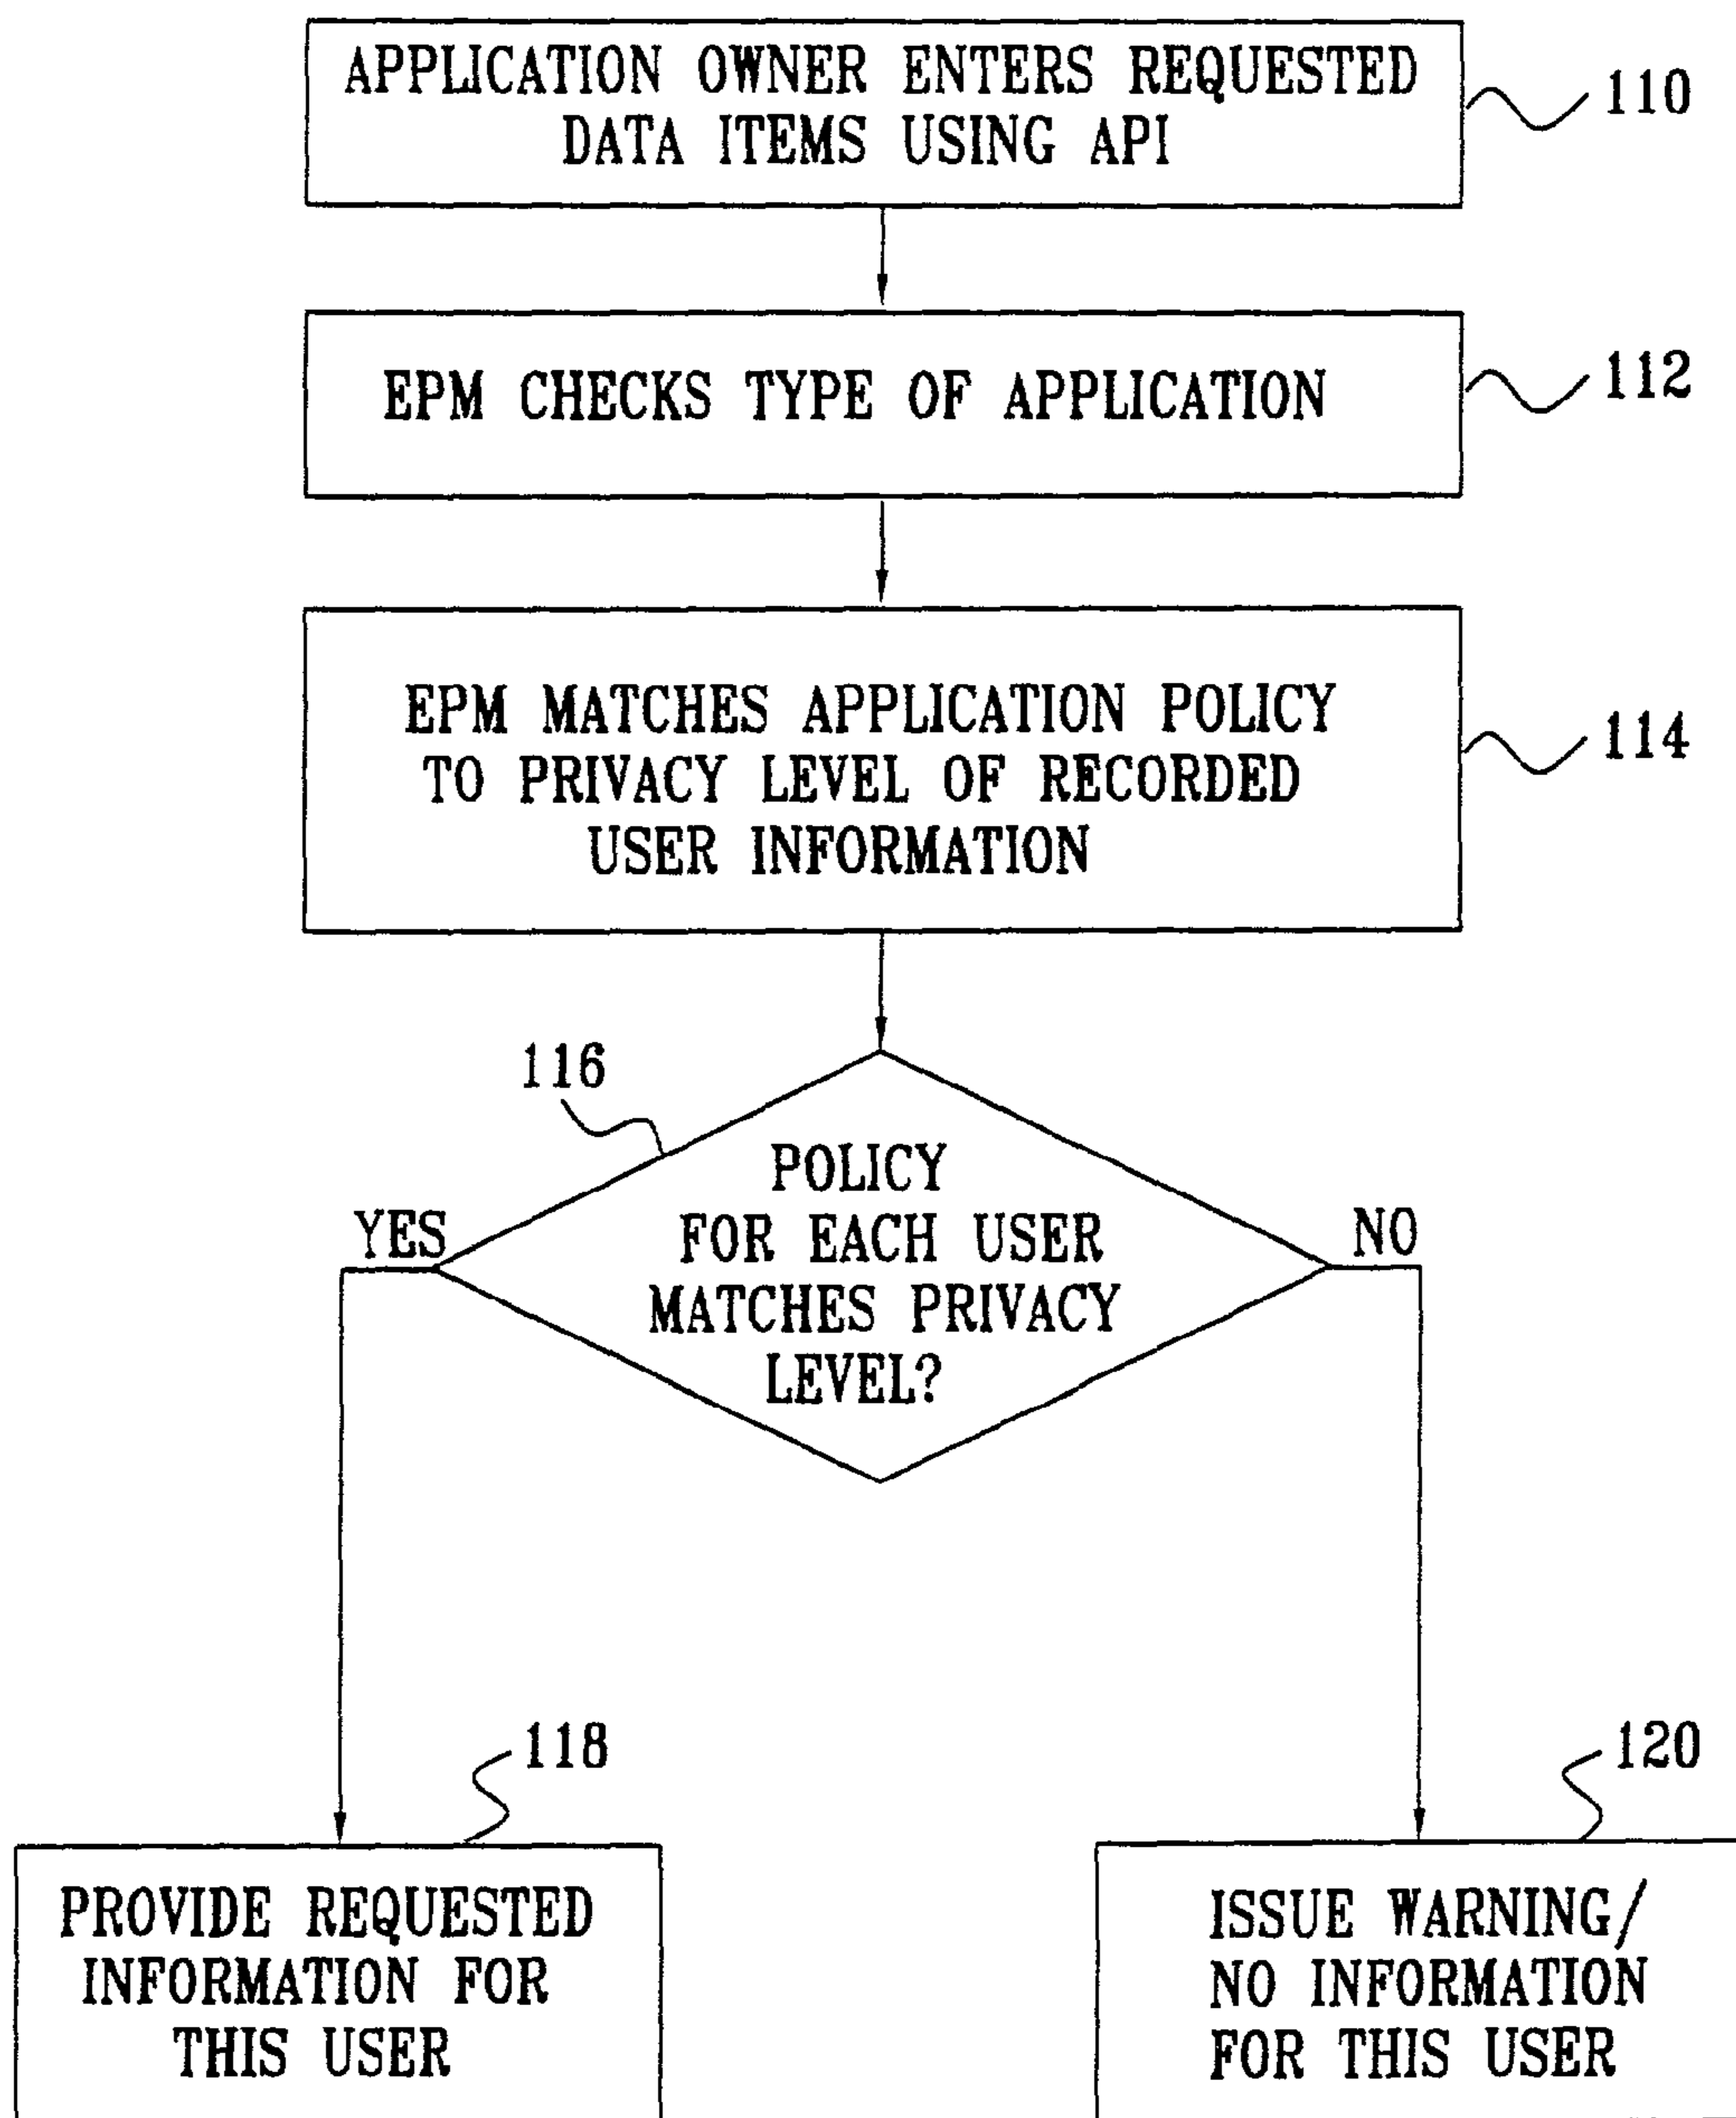 APPLICATION OWNER ENTERS REQUESTED
DATA ITEMS USING API
110
EPM CHECKS TYPE OF APPLICATION
112
EPM MATCHES APPLICATION POLICY
TO PRIVACY LEVEL OF RECORDED
USER INFORMATION
114
116
POLICY
FOR EACH USER
MATCHES PRIVACY
LEVEL?
YES
NO
118
PROVIDE REQUESTED
INFORMATION FOR
THIS USER
120
ISSUE WARNING/
NO INFORMATION
FOR THIS USER